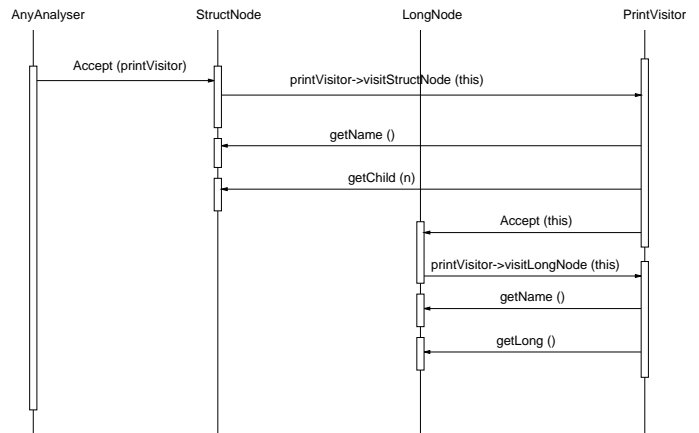 AnyAnalyser StructNode LongNode PrintVisitor
Accept (printVisitor)
printVisitor->visitStructNode (this)
getName ()
getChild (n)
Accept (this)
printVisitor->visitLongNode (this)
getName ()
getLong ()